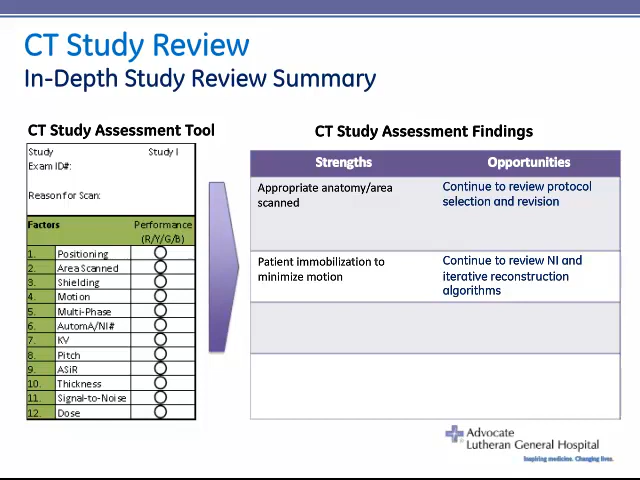 CT Study Review
In-Depth Study Review Summary
CT Study Assessment Tool
Study Study I
Exam ID#:
Reason for Scan:
Factors Performance
(R/Y/G/B)
1. Positioning
2. Area Scanned
3. Shielding
4. Motion
5. Multi-Phase
6. AutomA/NI#
7. KV
8. Pitch
9. ASiR
10. Thickness
11. Signal-to-Noise
12. Dose
CT Study Assessment Findings
Strengths Opportunities
Appropriate anatomy/area
scanned
Continue to review protocol
selection and revision
Patient immobilization to
minimize motion
Continue to review NI and
iterative reconstruction
algorithms
Advocate
Lutheran General Hospital
Inspiring medicine. Changing lives.